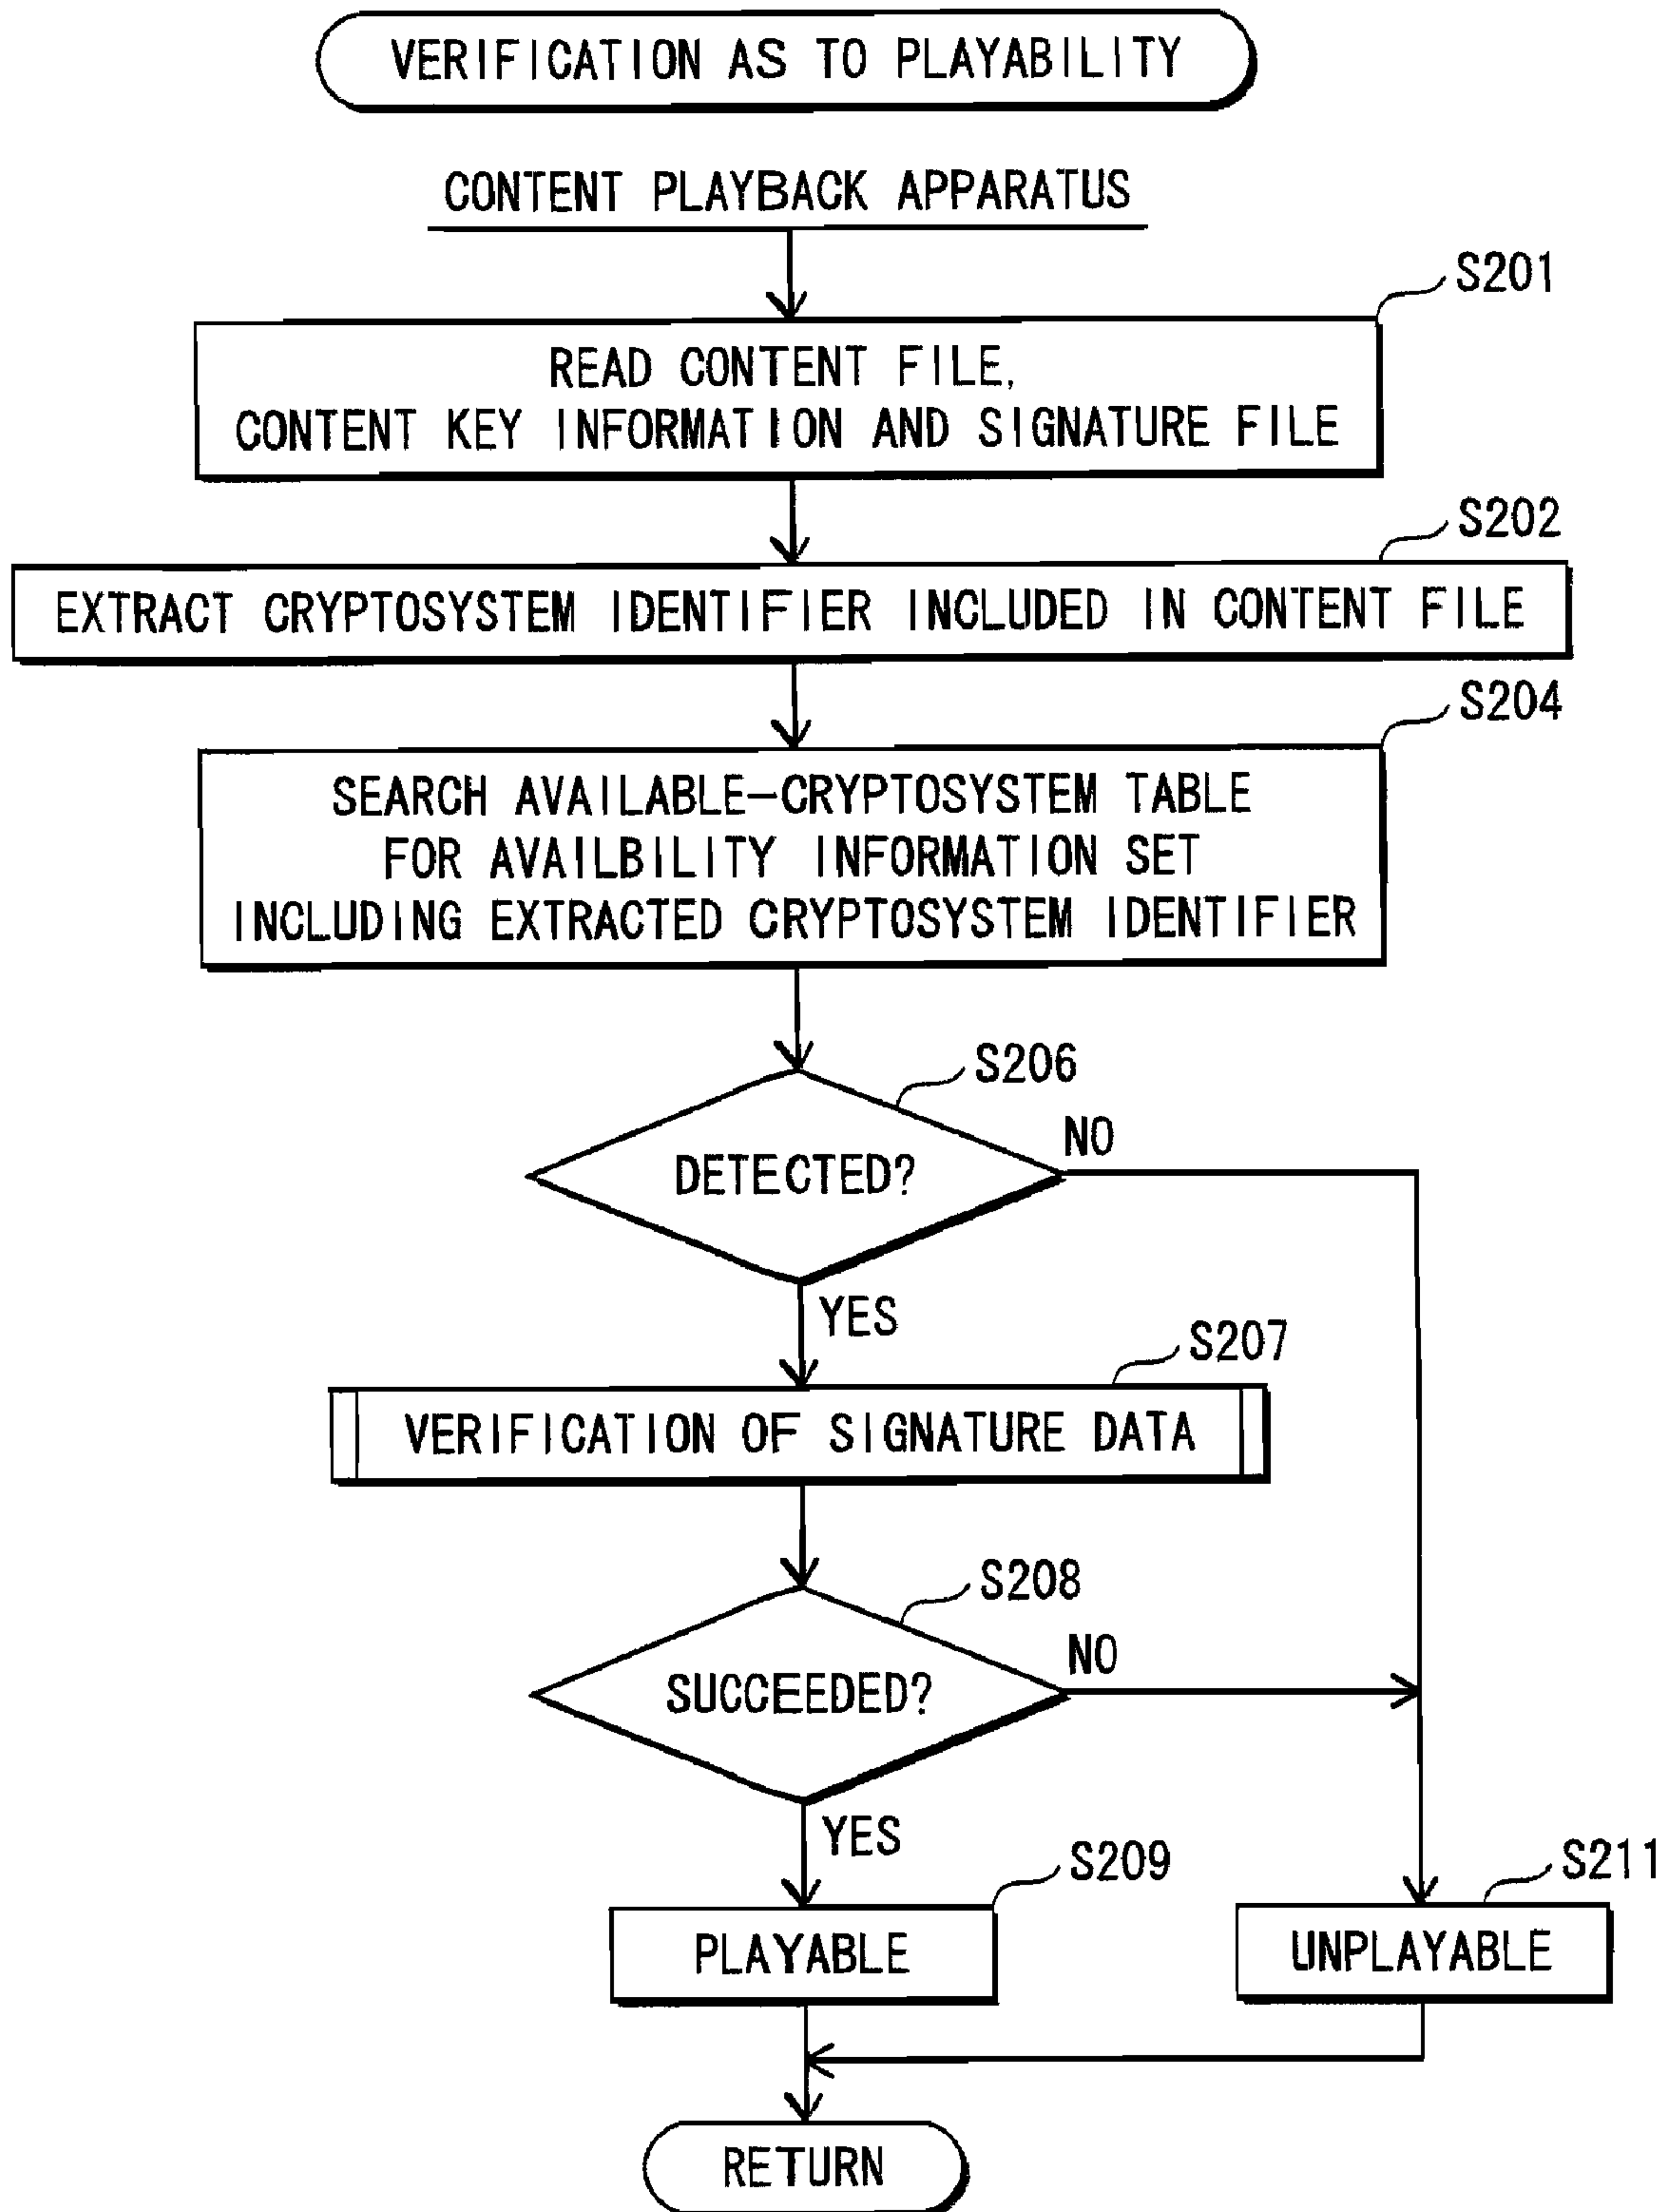 VERIFICATION AS TO PLAYABILITY
CONTENT PLAYBACK APPARATUS
S201
READ CONTENT FILE,
CONTENT KEY INFORMATION AND SIGNATURE FILE
S202
EXTRACT CRYPTOSYSTEM IDENTIFIER INCLUDED IN CONTENT FILE
S204
SEARCH AVAILABLE-CRYPTOSYSTEM TABLE
FOR AVAILBILITY INFORMATION SET
INCLUDING EXTRACTED CRYPTOSYSTEM IDENTIFIER
S206
DETECTED?
NO
YES
S207
VERIFICATION OF SIGNATURE DATA
S208
SUCCEEDED?
NO
YES
S209
PLAYABLE
S211
UNPLAYABLE
RETURN